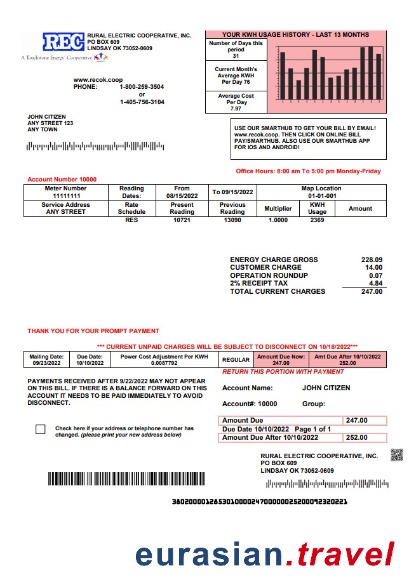 REC
RURAL ELECTRIC COOPERATIVE, INC.
PO BOX 609
LINDSAY OK 73052-0609
A Touchstone Energy Cooperative
www.recok.coop
PHONE: 1-800-259-3504
or
1-405-756-3104
YOUR KWH USAGE HISTORY - LAST 13 MONTHS
Number of Days this
period
31
Current Month's
Average KWH
Per Day 76
Average Cost
Per Day
7.97
JOHN CITIZEN
ANY STREET 123
ANY TOWN
USE OUR SMARTHUB TO GET YOUR BILL BY EMAIL!
www.recok.coop. THEN CLICK ON ONLINE BILL
PAY/SMARTHUB. ALSO USE OUR SMARTHUB APP
FOR IOS AND ANDROID!
Office Hours: 8:00 am To 5:00 pm Monday-Friday
Account Number 10000
Meter Number Reading From To 09/15/2022 Map Location
11111111 Dates: 08/15/2022 01-01-001
Service Address Rate Present Previous Multiplier KWH Amount
ANY STREET Schedule Reading Reading Usage
RES 10721 13090 1.0000 2369
ENERGY CHARGE GROSS 228.09
CUSTOMER CHARGE 14.00
OPERATION ROUNDUP 0.07
2% RECEIPT TAX 4.84
TOTAL CURRENT CHARGES 247.00
THANK YOU FOR YOUR PROMPT PAYMENT
*** CURRENT UNPAID CHARGES WILL BE SUBJECT TO DISCONNECT ON 10/18/2022***
Mailing Date: Due Date: Power Cost Adjustment Per KWH REGULAR Amount Due Now: Amt Due After 10/10/2022
09/23/2022 10/10/2022 0.0087792 247.00 252.00
RETURN THIS PORTION WITH PAYMENT
PAYMENTS RECEIVED AFTER 9/22/2022 MAY NOT APPEAR
ON THIS BILL. IF THERE IS A BALANCE FORWARD ON THIS
ACCOUNT IT NEEDS TO BE PAID IMMEDIATELY TO AVOID
DISCONNECT.
Account Name: JOHN CITIZEN
Account#: 10000 Group:
Check here if your address or telephone number has
changed. (please print your new address below)
Amount Due 247.00
Due Date 10/10/2022 Page 1 of 1
Amount Due After 10/10/2022 252.00
RURAL ELECTRIC COOPERATIVE, INC.
PO BOX 609
LINDSAY OK 73052-0609
eurasian.travel